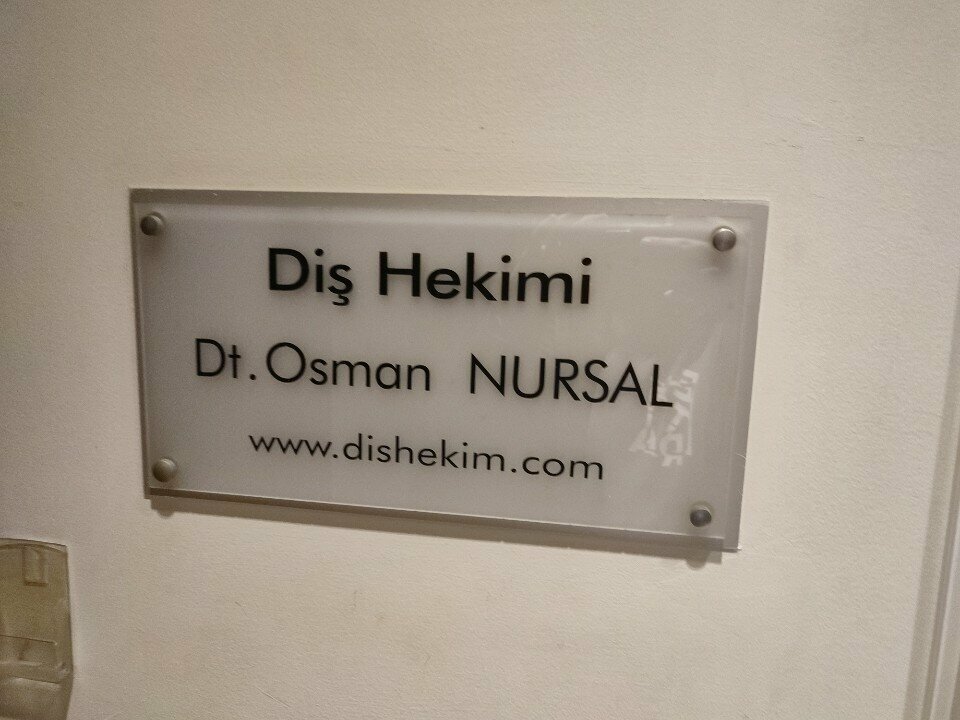 Diş Hekimi
Dt. Osman NURSAL
www.dishekim.com